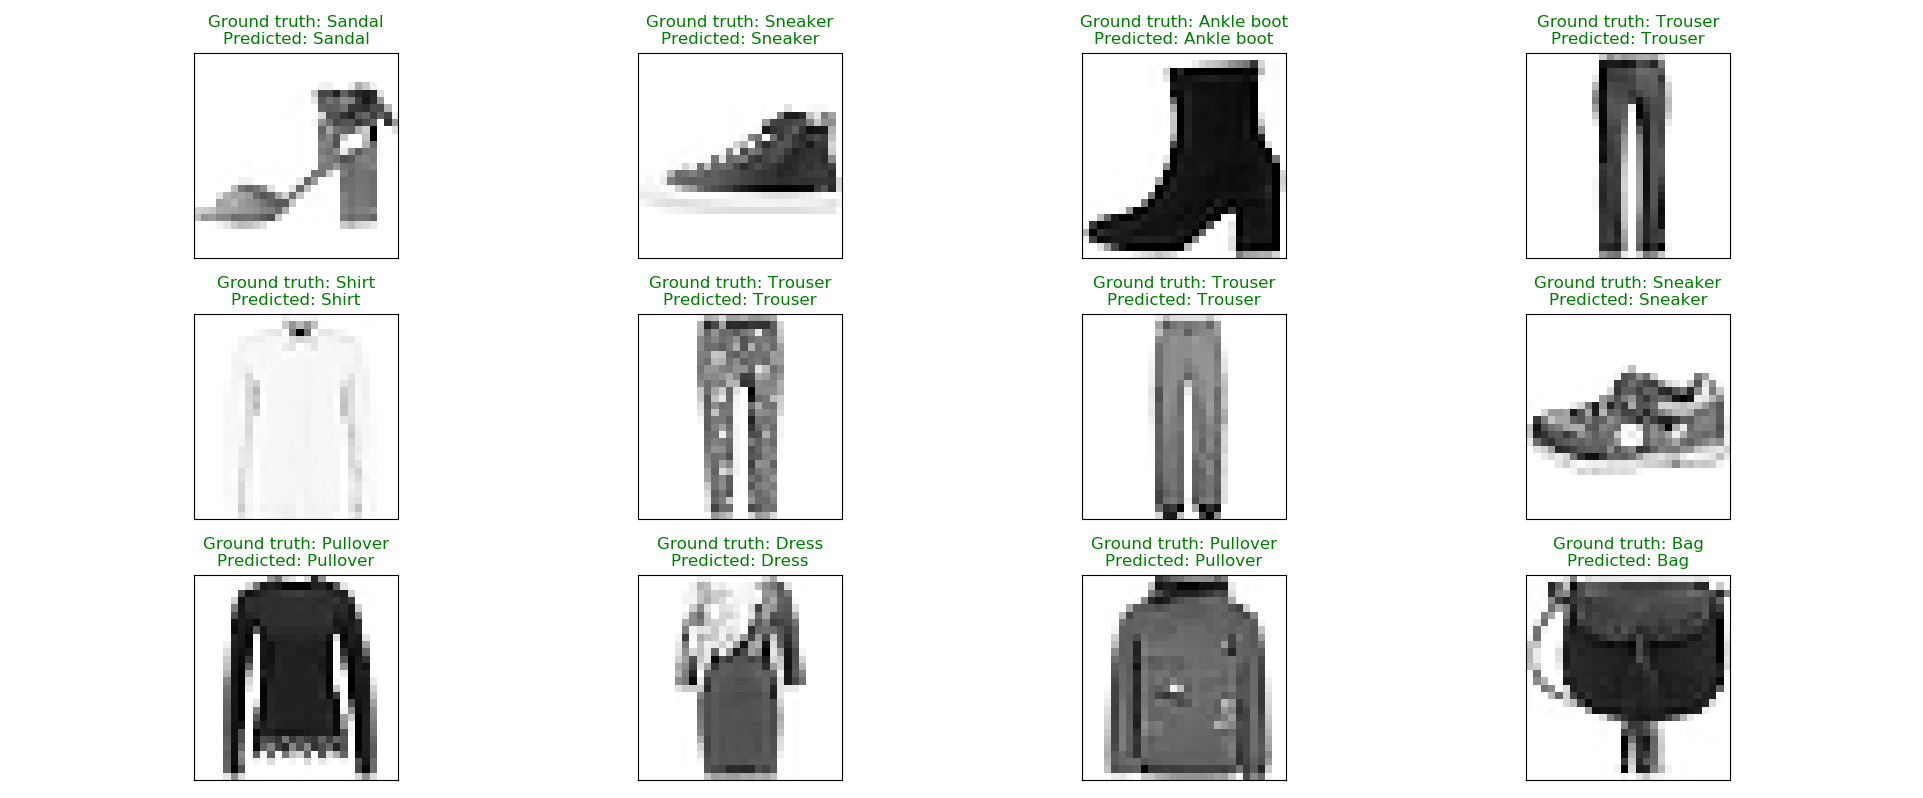 Ground truth: Sandal
Predicted: Sandal
Ground truth: Sneaker
Predicted: Sneaker
Ground truth: Ankle boot
Predicted: Ankle boot
Ground truth: Trouser
Predicted: Trouser
Ground truth: Shirt
Predicted: Shirt
Ground truth: Trouser
Predicted: Trouser
Ground truth: Trouser
Predicted: Trouser
Ground truth: Sneaker
Predicted: Sneaker
Ground truth: Pullover
Predicted: Pullover
Ground truth: Dress
Predicted: Dress
Ground truth: Pullover
Predicted: Pullover
Ground truth: Bag
Predicted: Bag